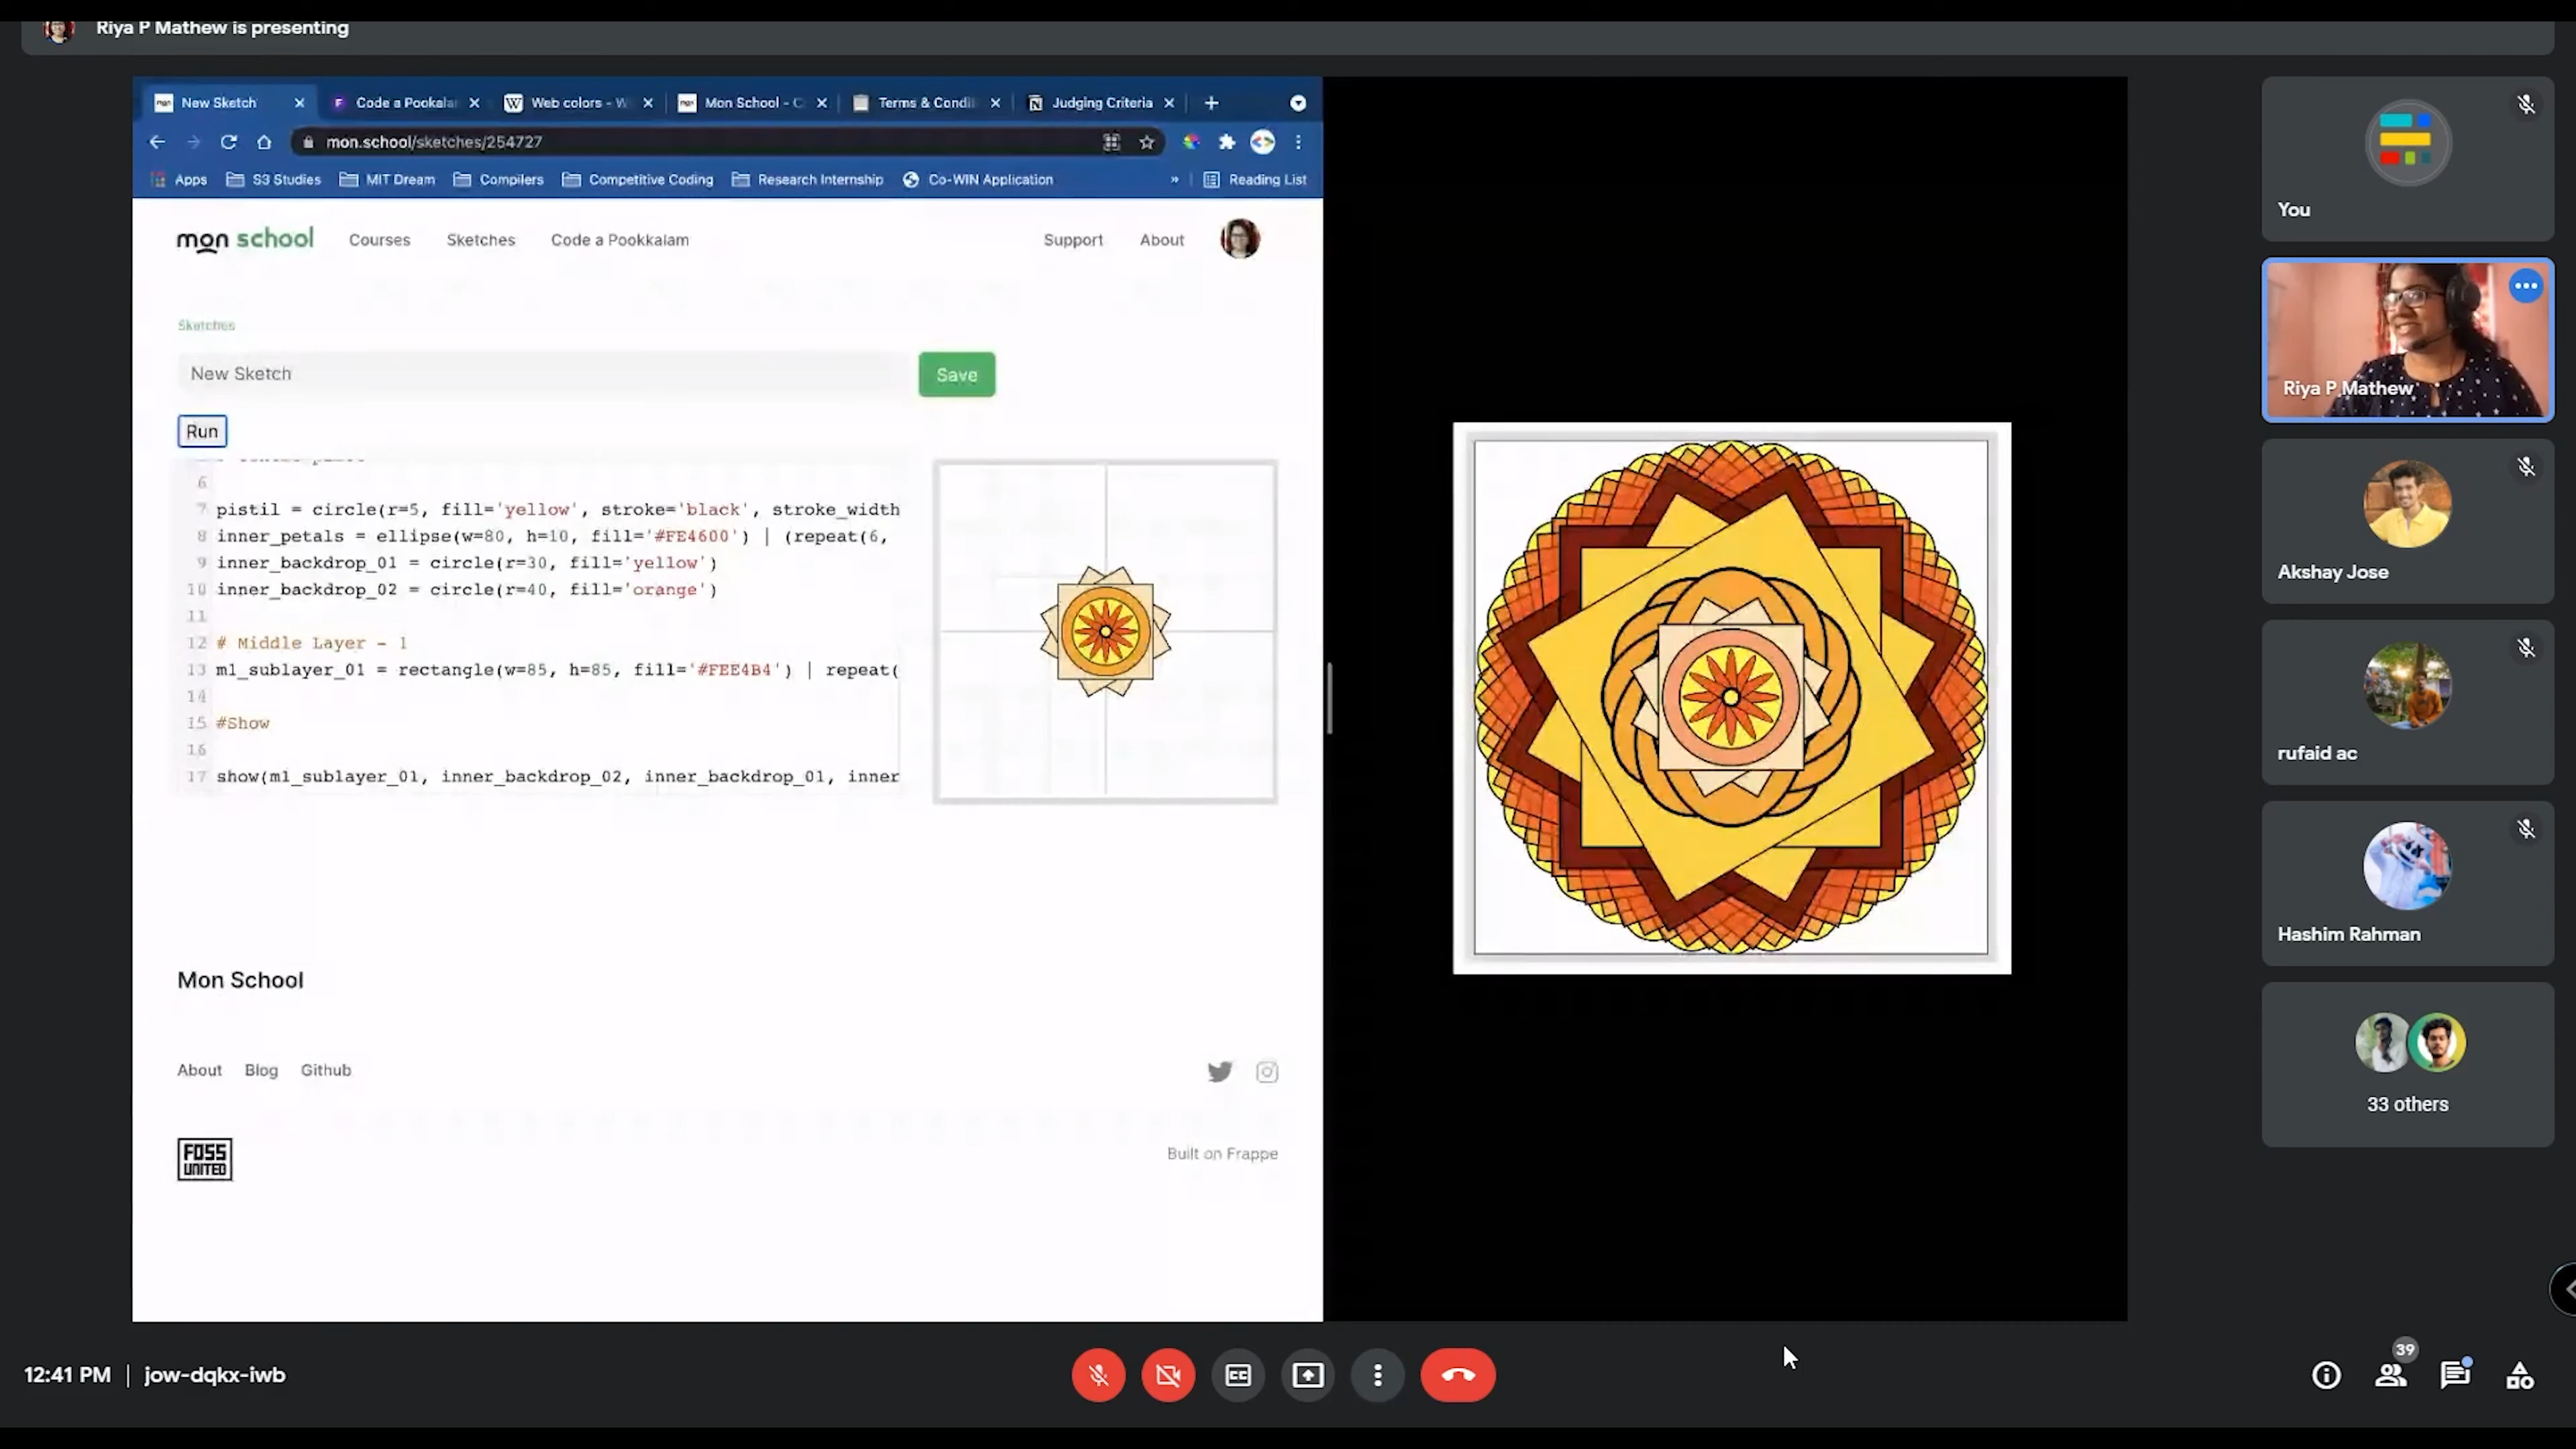 Riya P Mathew is presenting
New Sketch
Code a Pookala
Web colors - W
Mon School - C
Terms & Condi
Judging Criteria
mon.school/sketches/254727
Apps
S3 Studies
MIT Dream
Compilers
Competitive Coding
Research Internship
Co-WIN Application
»
Reading List
mon school
Courses
Sketches
Code a Pookkalam
Support
About
Sketches
New Sketch
Save
Run
6
7 pistil = circle(r=5, fill='yellow', stroke='black', stroke_width
8 inner_petals = ellipse(w=80, h=10, fill='#FE4600') | (repeat(6,
9 inner_backdrop_01 = circle(r=30, fill='yellow')
10 inner_backdrop_02 = circle(r=40, fill='orange')
11
12 # Middle Layer - 1
13 m1_sublayer_01 = rectangle(w=85, h=85, fill='#FEE4B4') | repeat(
14
15 #Show
16
17 show(m1_sublayer_01, inner_backdrop_02, inner_backdrop_01, inner
Mon School
About
Blog
Github
FOSS
UNITED
Built on Frappe
You
Riya P Mathew
Akshay Jose
rufaid ac
Hashim Rahman
33 others
12:41 PM | jow-dqkx-iwb
39